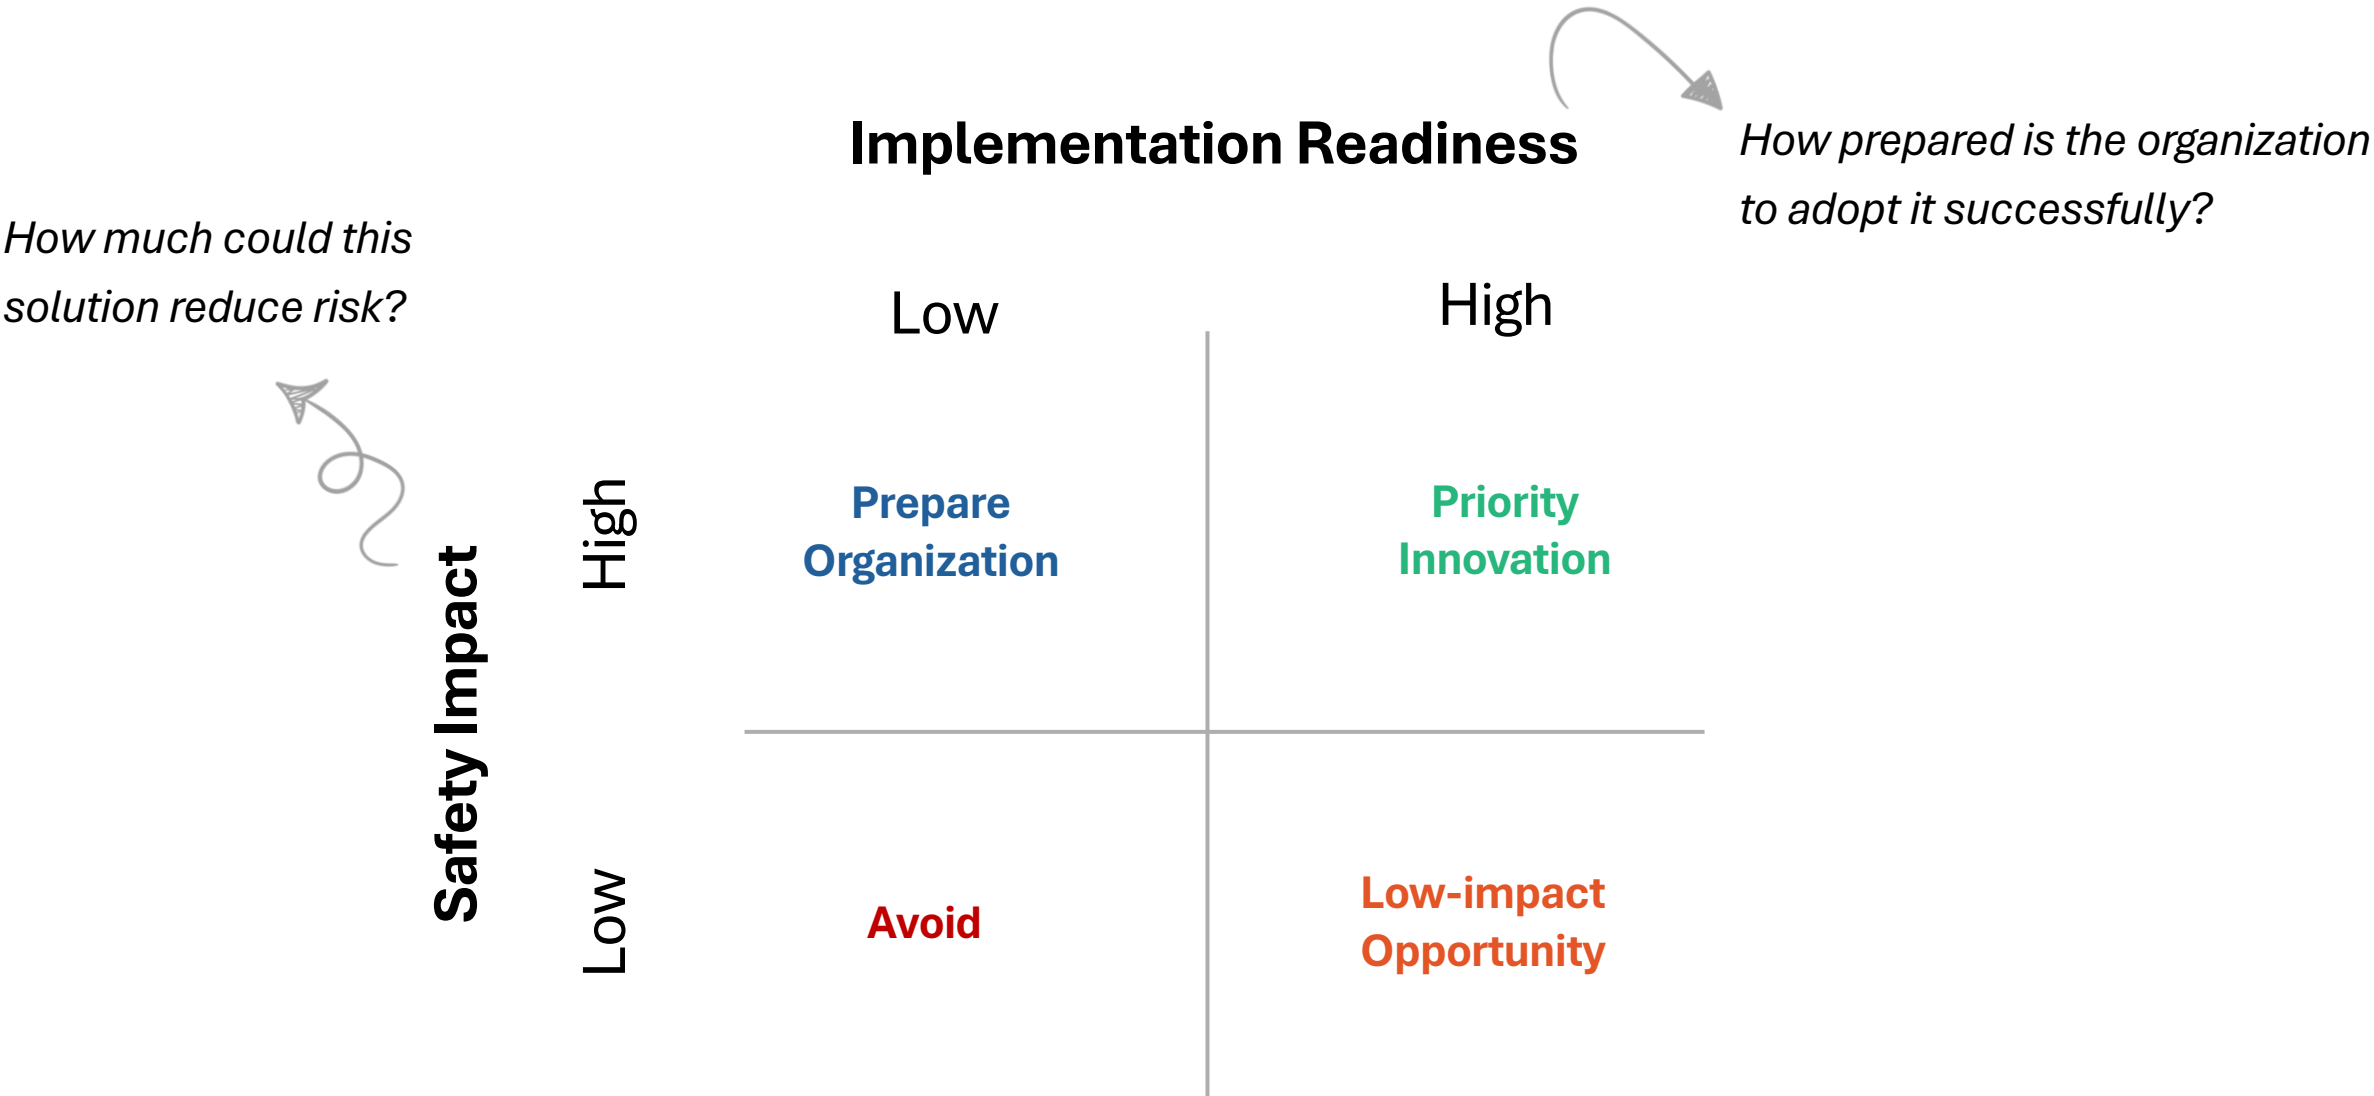 Implementation Readiness
How prepared is the organization
to adopt it successfully?
How much could this
solution reduce risk?
Low
High
Safety Impact
High
Prepare
Organization
Priority
Innovation
Low
Avoid
Low-impact
Opportunity